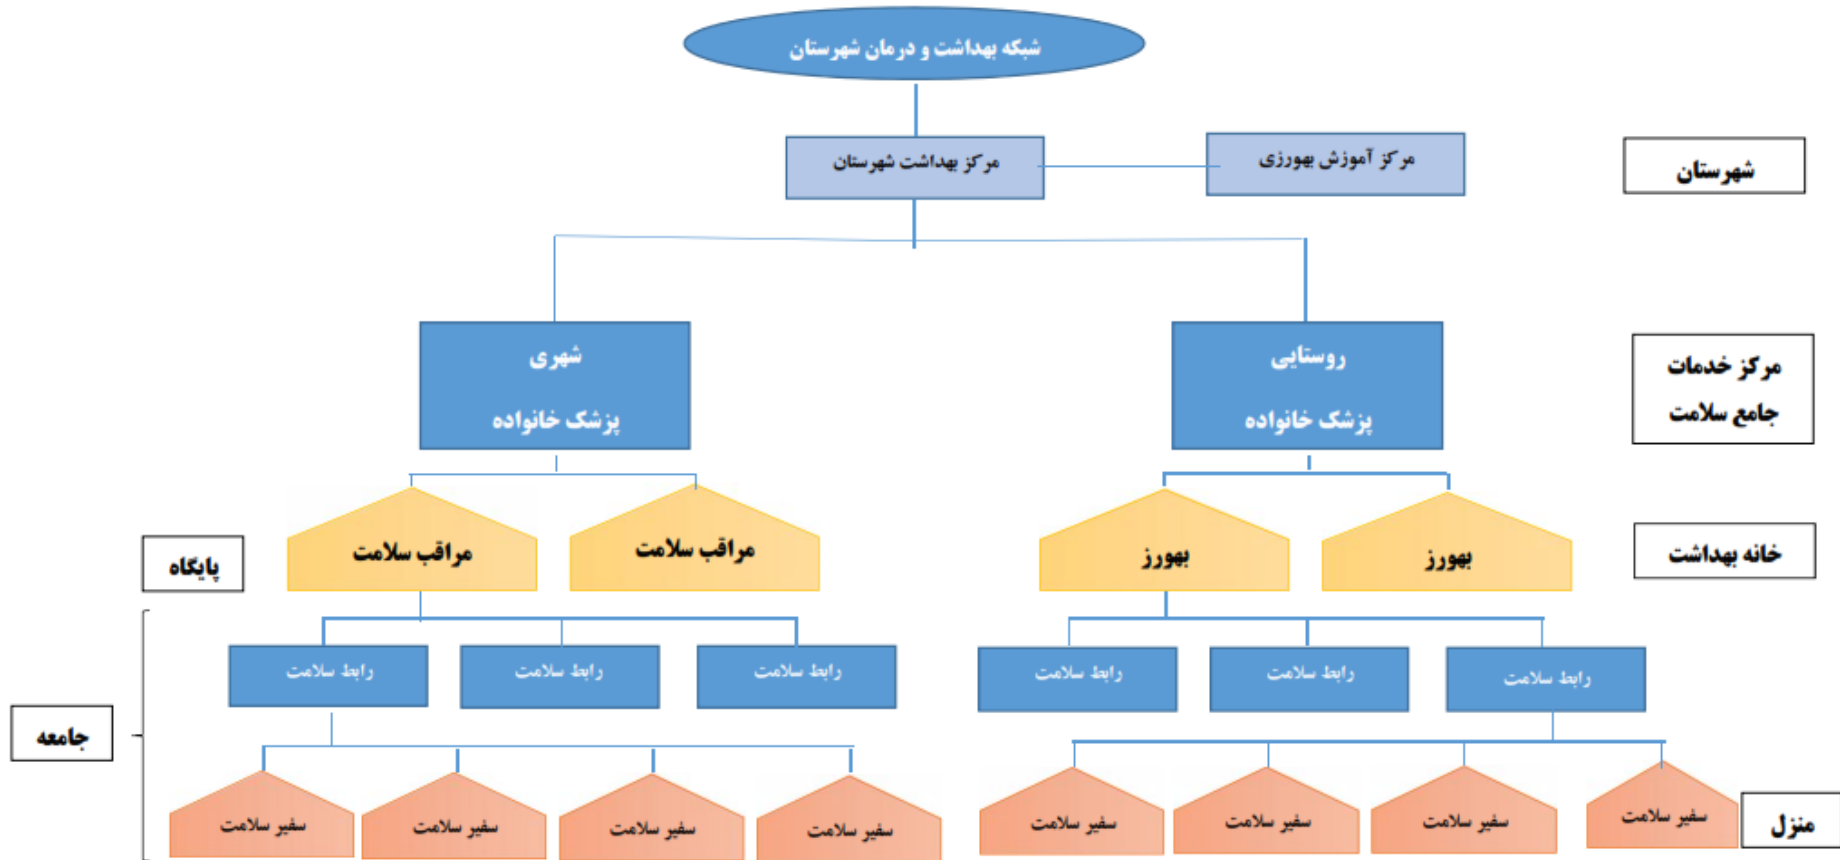 شبکه بهداشت و درمان شهرستان
شهرستان
مرکز آموزش بهورزی
مرکز بهداشت شهرستان
مرکز خدمات
جامع سلامت
روستایی
پزشک خانواده
شهری
پزشک خانواده
خانه بهداشت
بهورز
بهورز
مراقب سلامت
مراقب سلامت
پایگاه
رابط سلامت
رابط سلامت
رابط سلامت
رابط سلامت
رابط سلامت
رابط سلامت
جامعه
منزل
سفیر سلامت
سفیر سلامت
سفیر سلامت
سفیر سلامت
سفیر سلامت
سفیر سلامت
سفیر سلامت
سفیر سلامت